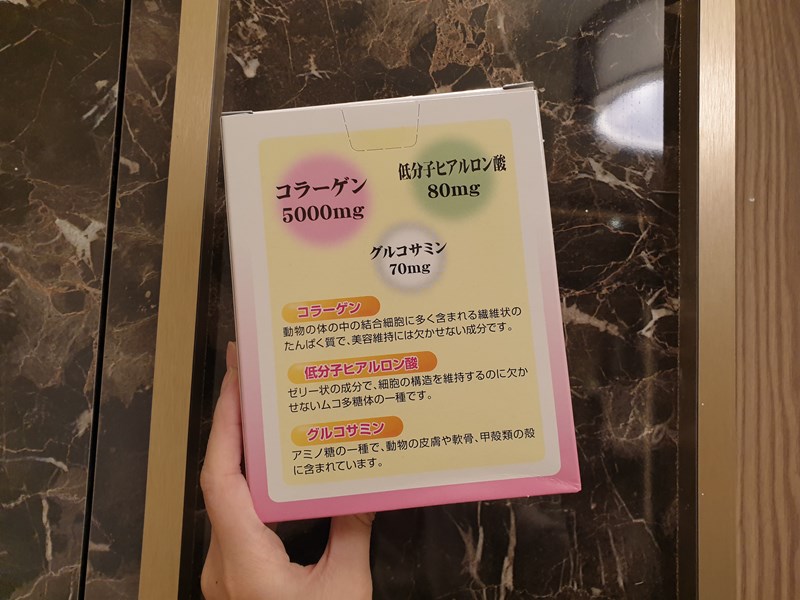 コラーゲン
5000mg
低分子ヒアルロン酸
80mg
グルコサミン
70mg
コラーゲン
動物の体の中の結合細胞に多く含まれる繊維状の
たんぱく質で、美容維持には欠かせない成分です。
低分子ヒアルロン酸
ゼリー状の成分で、細胞の構造を維持するのに欠か
せないムコ多糖体の一種です。
グルコサミン
アミノ糖の一種で、動物の皮膚や軟骨、甲殻類の殻
に含まれています。